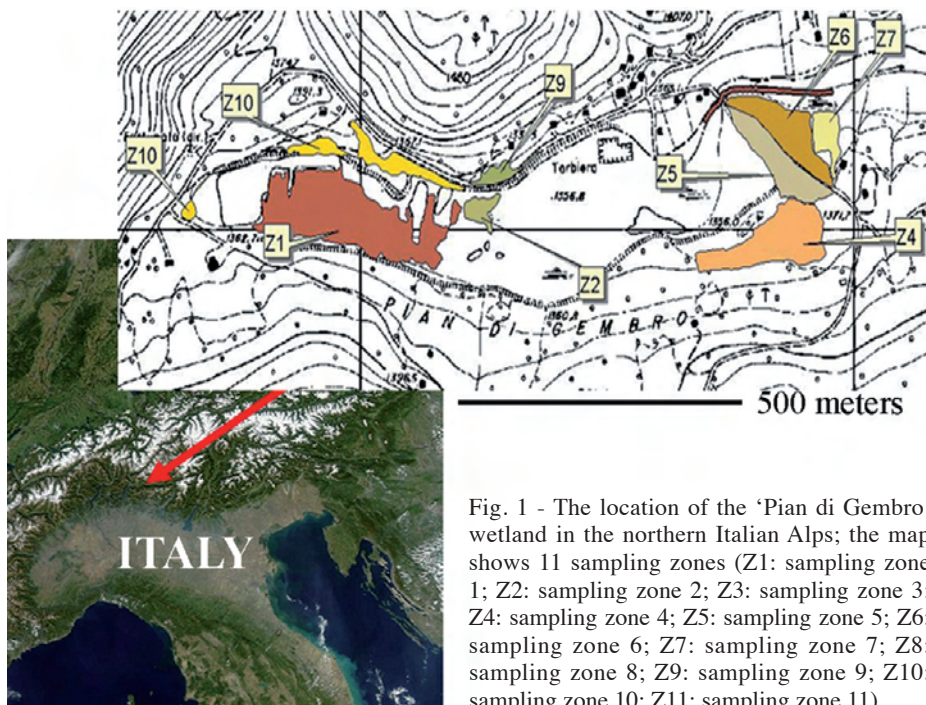 Z6
Z7
Z9
Z10
Z10
Z5
Z4
Z1
Z2
1460
Torbiera
PIAN DI GEMBRO
500 meters
ITALY
Fig. 1 - The location of the ‘Pian di Gembro
wetland in the northern Italian Alps; the map
shows 11 sampling zones (Z1: sampling zone
1; Z2: sampling zone 2; Z3: sampling zone 3:
Z4: sampling zone 4; Z5: sampling zone 5; Z6:
sampling zone 6; Z7: sampling zone 7; Z8:
sampling zone 8; Z9: sampling zone 9; Z10:
sampling zone 10; Z11: sampling zone 11)